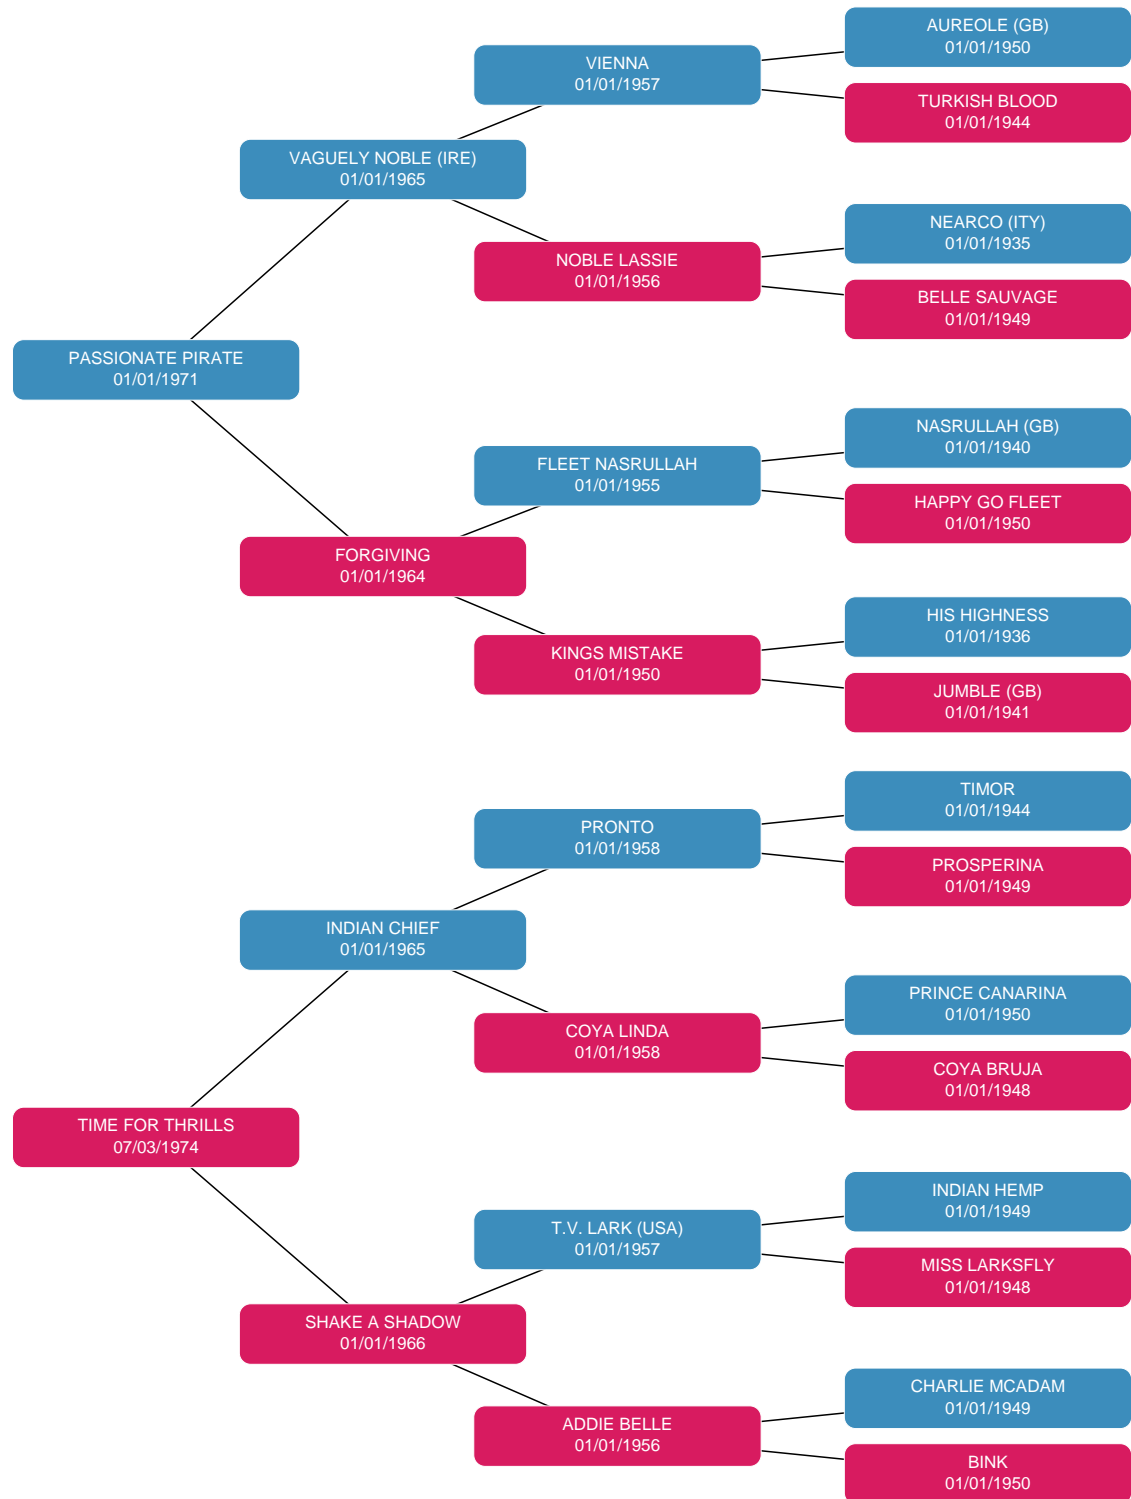 AUREOLE (GB)
01/01/1950
VIENNA
01/01/1957
TURKISH BLOOD
01/01/1944
VAGUELY NOBLE (IRE)
01/01/1965
NEARCO (ITY)
01/01/1935
NOBLE LASSIE
01/01/1956
BELLE SAUVAGE
01/01/1949
PASSIONATE PIRATE
01/01/1971
NASRULLAH (GB)
01/01/1940
FLEET NASRULLAH
01/01/1955
HAPPY GO FLEET
01/01/1950
FORGIVING
01/01/1964
HIS HIGHNESS
01/01/1936
KINGS MISTAKE
01/01/1950
JUMBLE (GB)
01/01/1941
TIMOR
01/01/1944
PRONTO
01/01/1958
PROSPERINA
01/01/1949
INDIAN CHIEF
01/01/1965
PRINCE CANARINA
01/01/1950
COYA LINDA
01/01/1958
COYA BRUJA
01/01/1948
TIME FOR THRILLS
07/03/1974
INDIAN HEMP
01/01/1949
T.V. LARK (USA)
01/01/1957
MISS LARKSFLY
01/01/1948
SHAKE A SHADOW
01/01/1966
CHARLIE MCADAM
01/01/1949
ADDIE BELLE
01/01/1956
BINK
01/01/1950